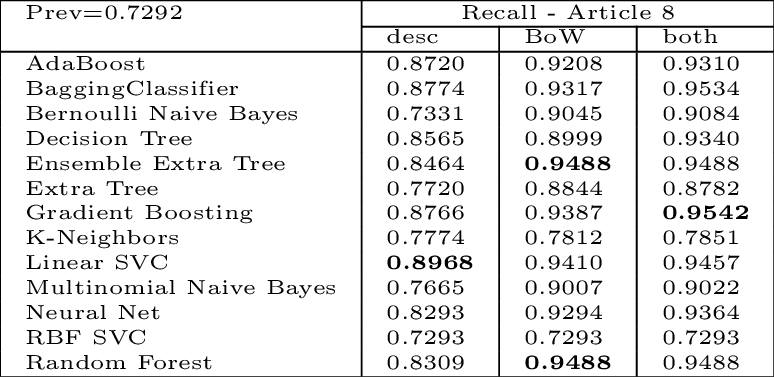 Prev=0.7292 Recall - Article 8
desc BoW both
AdaBoost 0.8720 0.9208 0.9310
BaggingClassifier 0.8774 0.9317 0.9534
Bernoulli Naive Bayes 0.7331 0.9045 0.9084
Decision Tree 0.8565 0.8999 0.9340
Ensemble Extra Tree 0.8464 0.9488 0.9488
Extra Tree 0.7720 0.8844 0.8782
Gradient Boosting 0.8766 0.9387 0.9542
K-Neighbors 0.7774 0.7812 0.7851
Linear SVC 0.8968 0.9410 0.9457
Multinomial Naive Bayes 0.7665 0.9007 0.9022
Neural Net 0.8293 0.9294 0.9364
RBF SVC 0.7293 0.7293 0.7293
Random Forest 0.8309 0.9488 0.9488